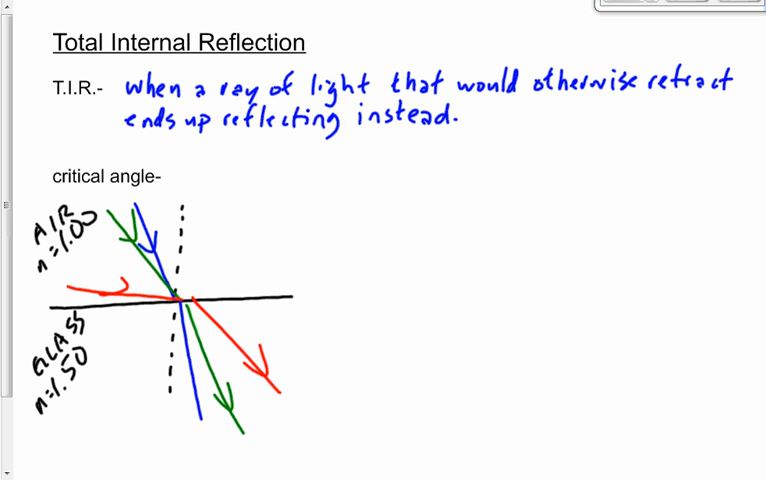 Total Internal Reflection
T.I.R.- when a ray of light that would otherwise refract
ends up reflecting instead.
critical angle-
AIR
n=1.00
GLASS
n=1.50